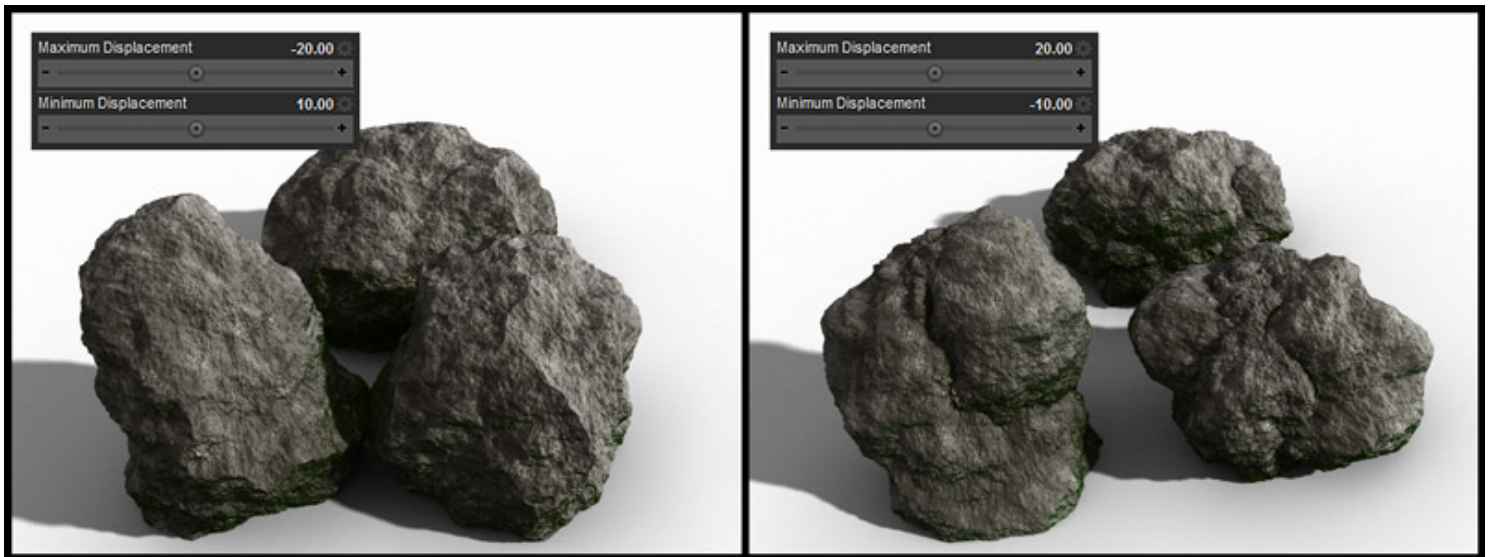 Maximum Displacement -20.00
- +
Minimum Displacement 10.00
- +
Maximum Displacement 20.00
- +
Minimum Displacement -10.00
- +